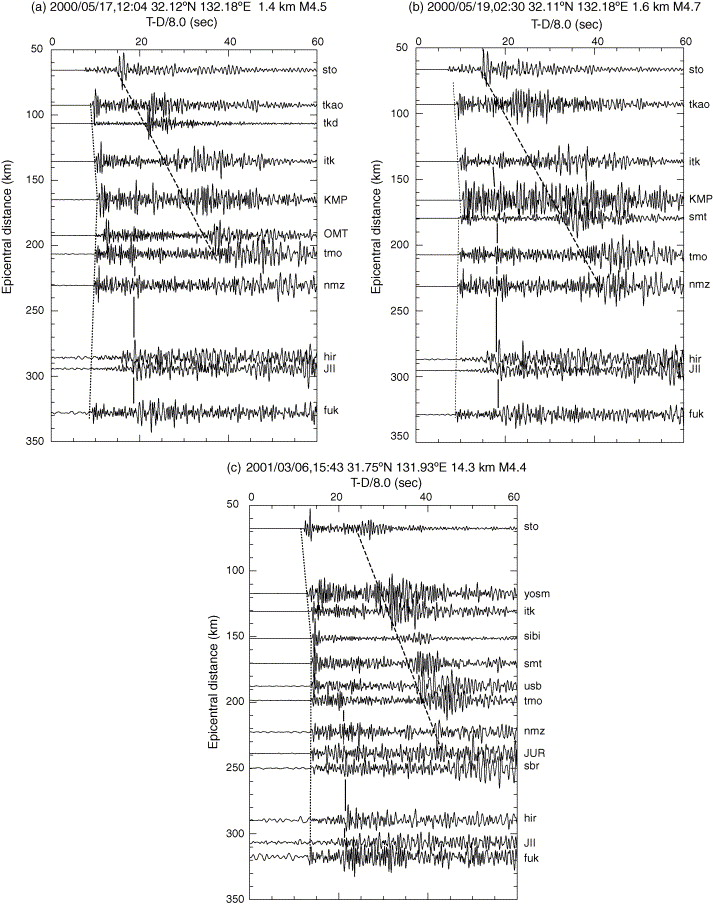 (a) 2000/05/17,12:04 32.12ºN 132.18ºE 1.4 km M4.5
T-D/8.0 (sec)
0 20 40 60
50
100
150
200
250
300
350
Epicentral distance (km)
sto
tkao
tkd
itk
KMP
OMT
tmo
nmz
hir
JII
fuk
(b) 2000/05/19,02:30 32.11ºN 132.18ºE 1.6 km M4.7
T-D/8.0 (sec)
0 20 40 60
50
100
150
200
250
300
350
Epicentral distance (km)
sto
tkao
itk
KMP
smt
tmo
nmz
hir
JII
fuk
(c) 2001/03/06,15:43 31.75ºN 131.93ºE 14.3 km M4.4
T-D/8.0 (sec)
0 20 40 60
50
100
150
200
250
300
350
Epicentral distance (km)
sto
yosm
itk
sibi
smt
usb
tmo
nmz
JUR
sbr
hir
JII
fuk